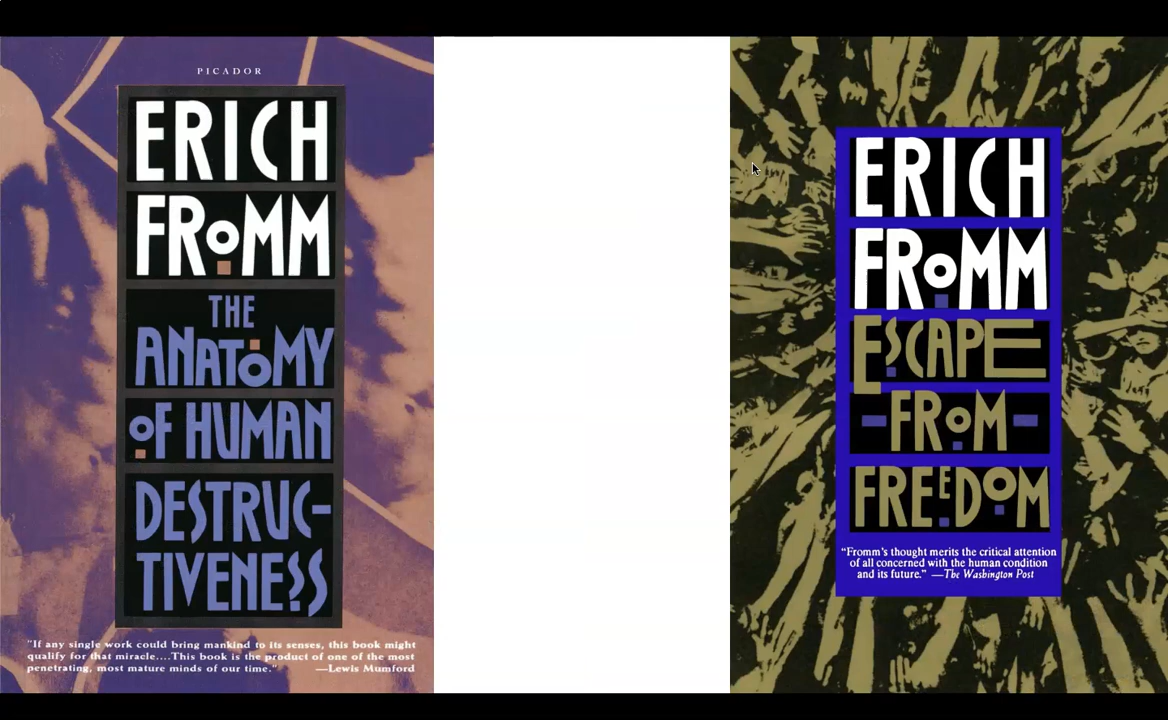 PICADOR
ERICH
FROMM
THE
ANATOMY
OF HUMAN
DESTRUC-
TIVENESS
"If any single work could bring mankind to its senses, this book might
qualify for that miracle....This book is the product of one of the most
penetrating, most mature minds of our time." —Lewis Mumford
ERICH
FROMM
ESCAPE
-FROM-
FREEDOM
"Fromm's thought merits the critical attention
of all concerned with the human condition
and its future." —The Washington Post